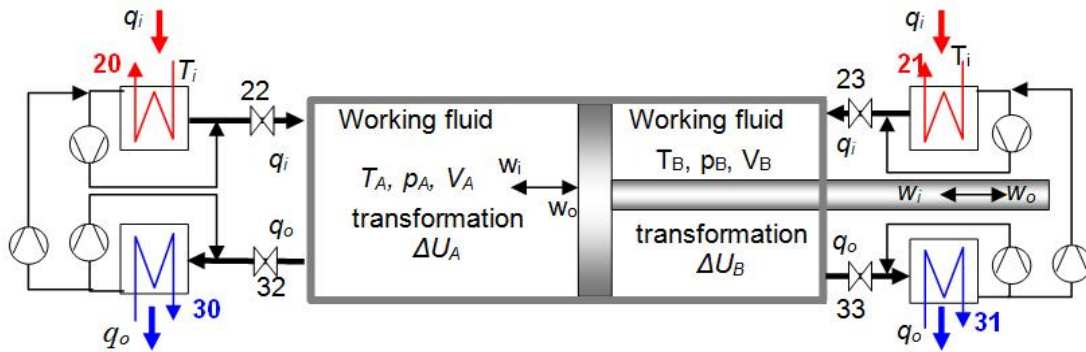 qi
20
Ti
22
qi
Working fluid
TA, pA, VA
transformation
ΔUA
wi
wo
qo
32
30
qo
Working fluid
TB, pB, VB
transformation
ΔUB
wi
wo
qi
21
Ti
23
qi
qo
33
31
qo